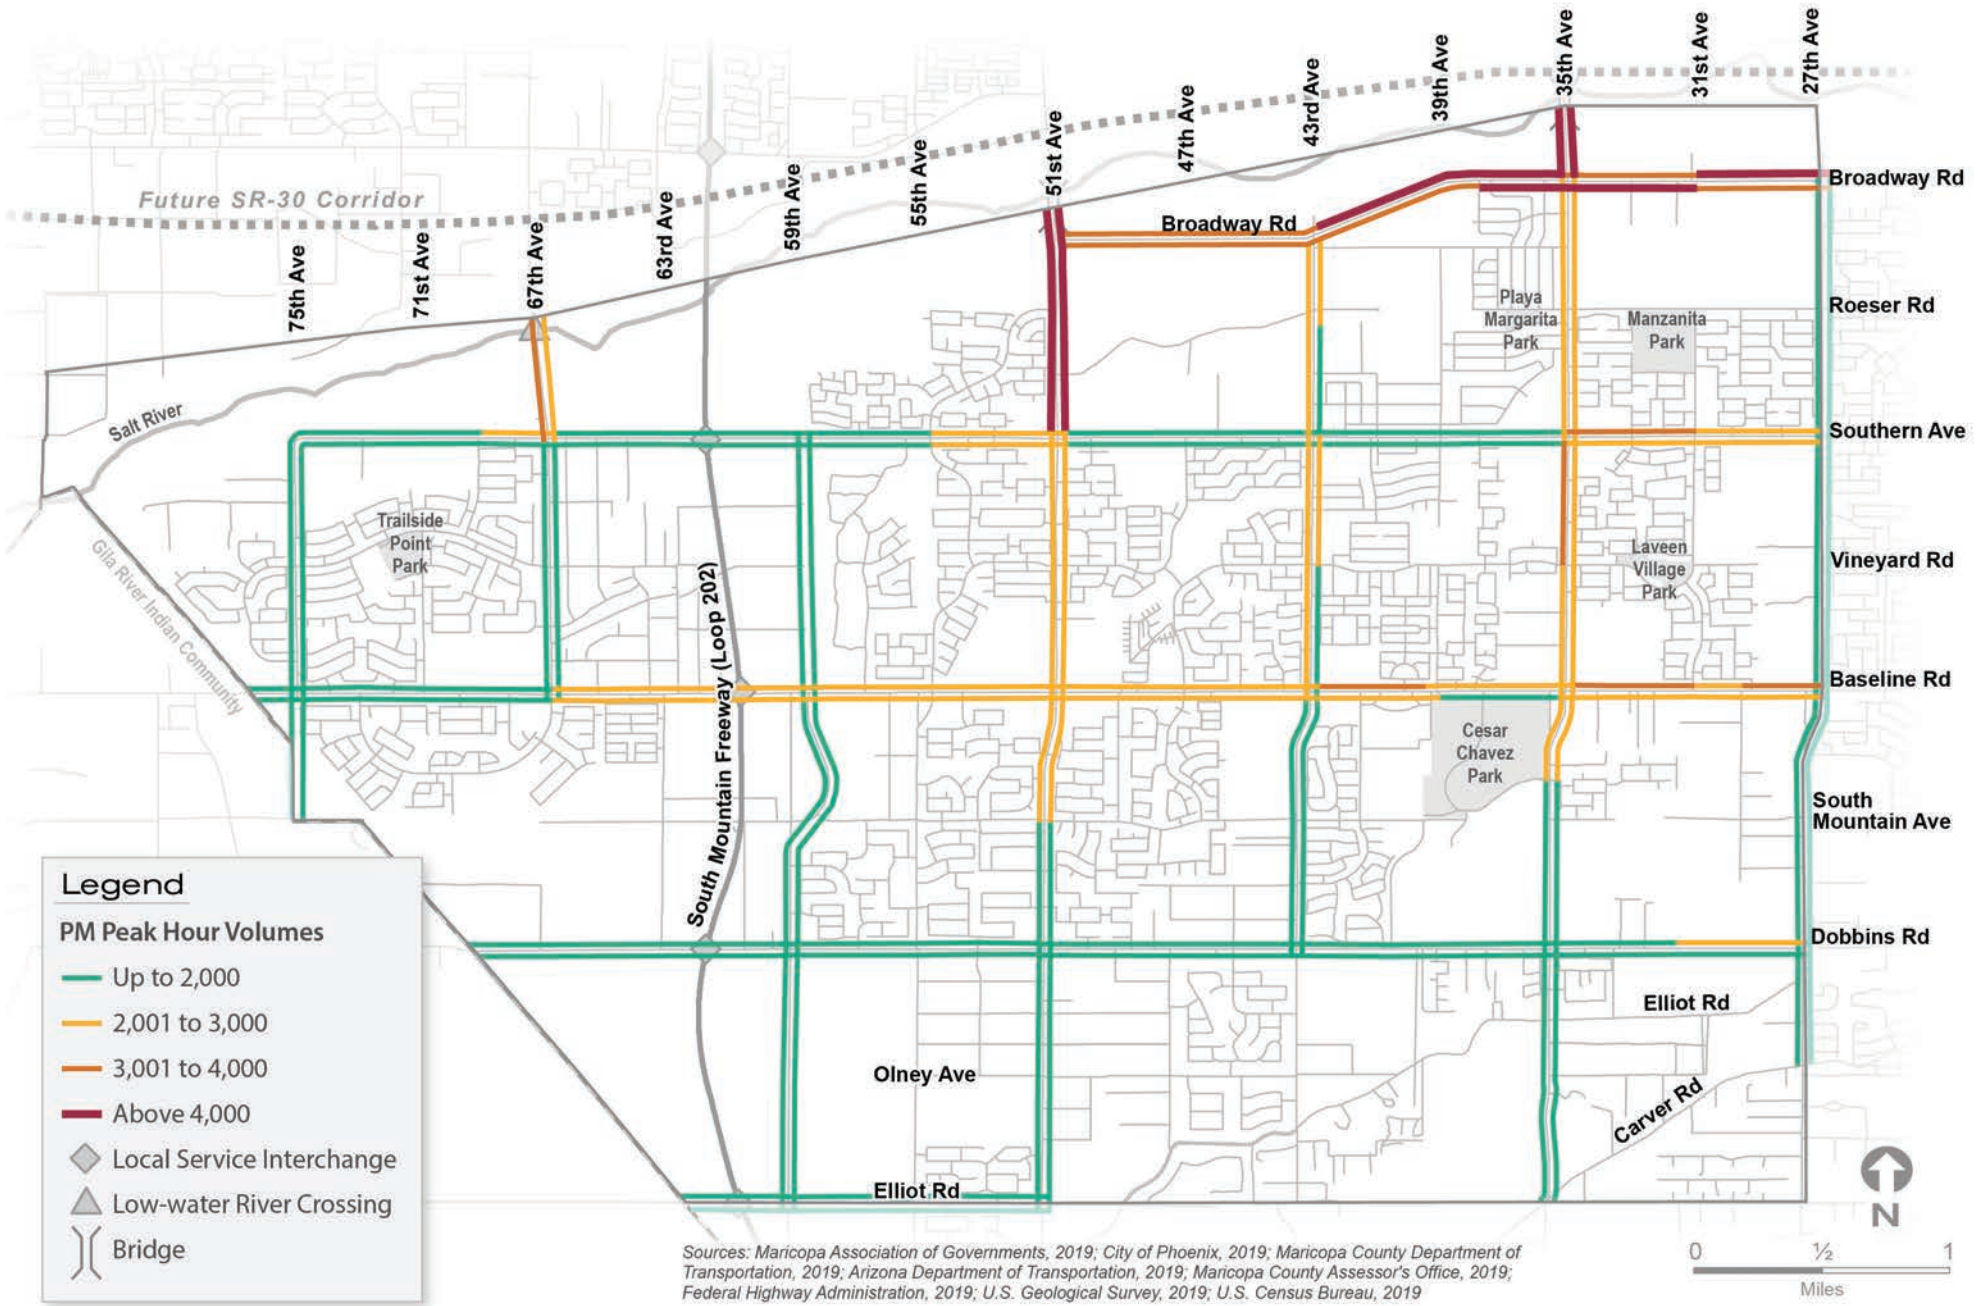 35th Ave
31st Ave
27th Ave
39th Ave
43rd Ave
47th Ave
51st Ave
55th Ave
59th Ave
63rd Ave
67th Ave
71st Ave
75th Ave
Future SR-30 Corridor
Broadway Rd
Broadway Rd
Roeser Rd
Playa
Margarita
Park
Manzanita
Park
Salt River
Southern Ave
Trailside
Point
Park
Laveen
Village
Park
Vineyard Rd
Gila River Indian Community
South Mountain Freeway (Loop 202)
Baseline Rd
Cesar
Chavez
Park
South
Mountain Ave
Dobbins Rd
Elliot Rd
Olney Ave
Carver Rd
Elliot Rd
Legend
PM Peak Hour Volumes
Up to 2,000
2,001 to 3,000
3,001 to 4,000
Above 4,000
Local Service Interchange
Low-water River Crossing
Bridge
N
0 ½ 1
Miles
Sources: Maricopa Association of Governments, 2019; City of Phoenix, 2019; Maricopa County Department of
Transportation, 2019; Arizona Department of Transportation, 2019; Maricopa County Assessor's Office, 2019;
Federal Highway Administration, 2019; U.S. Geological Survey, 2019; U.S. Census Bureau, 2019